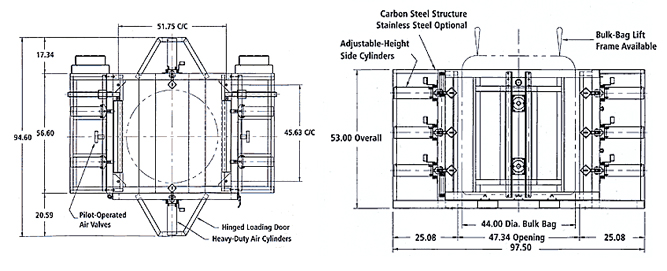 51.75 C/C
17.34
94.60
56.60
45.63 C/C
20.59
Pilot-Operated
Air Valves
Hinged Loading Door
Heavy-Duty Air Cylinders
Carbon Steel Structure
Stainless Steel Optional
Adjustable-Height
Side Cylinders
Bulk-Bag Lift
Frame Available
53.00 Overall
44.00 Dia. Bulk Bag
25.08
47.34 Opening
25.08
97.50